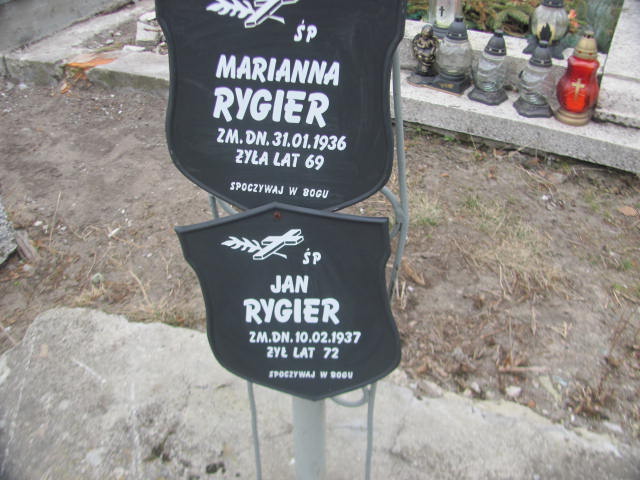 ŚP
MARIANNA
RYGIER
ZM. DN. 31.01.1936
ŻYŁA LAT 69
SPOCZYWAJ W BOGU
ŚP
JAN
RYGIER
ZM. DN. 10.02.1937
ŻYŁ LAT 72
SPOCZYWAJ W BOGU